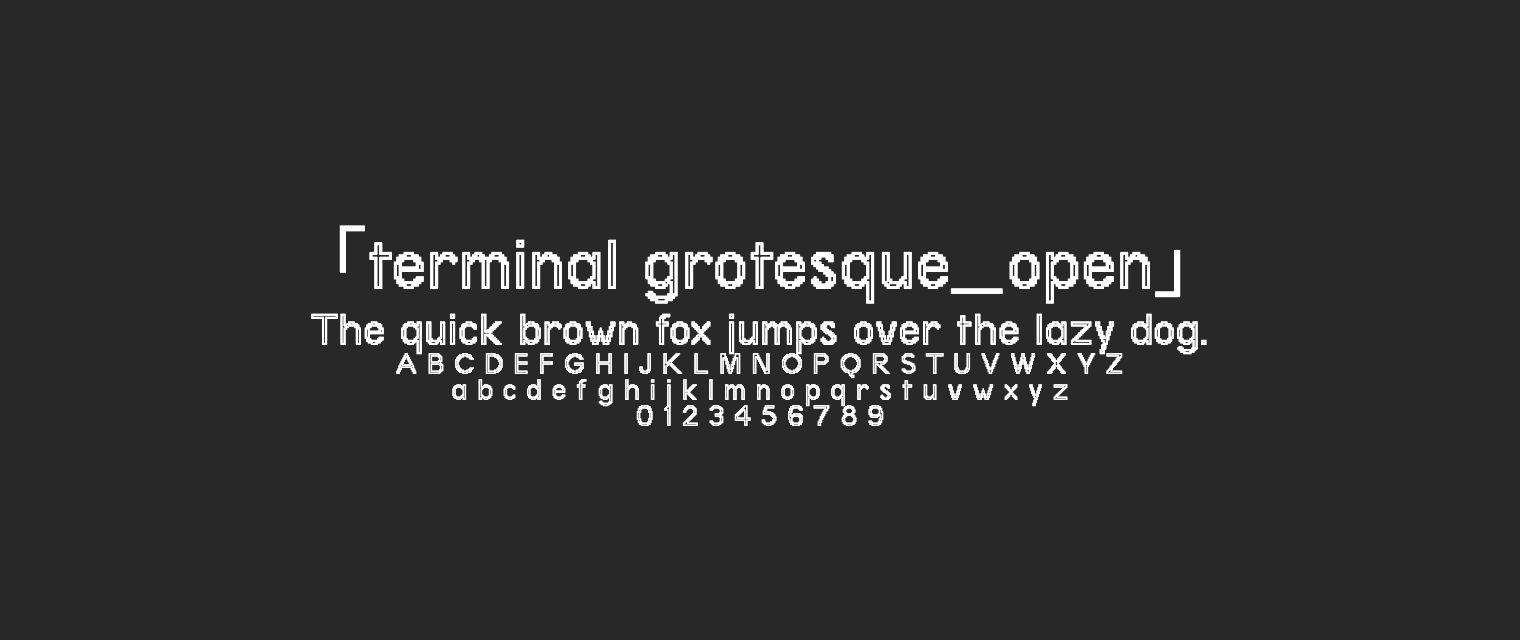 「terminal grotesque_open」
The quick brown fox jumps over the lazy dog.
A B C D E F G H I J K L M N O P Q R S T U V W X Y Z
a b c d e f g h i j k l m n o p q r s t u v w x y z
0 1 2 3 4 5 6 7 8 9